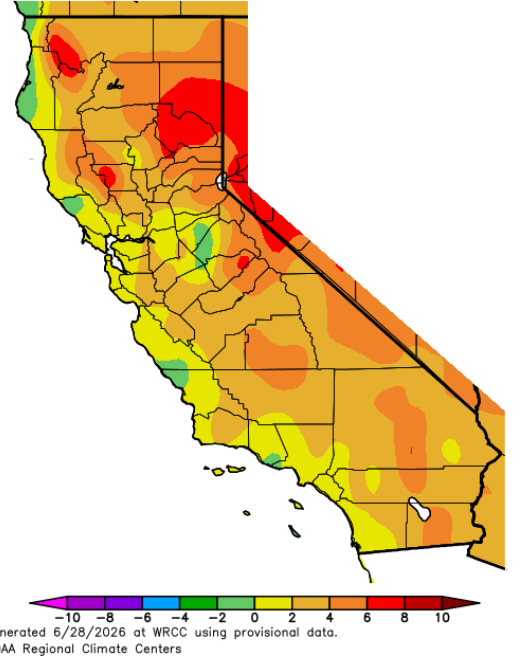 -10 -8 -6 -4 -2 0 2 4 6 8 10
nerated 6/28/2026 at WRCC using provisional data.
AA Regional Climate Centers